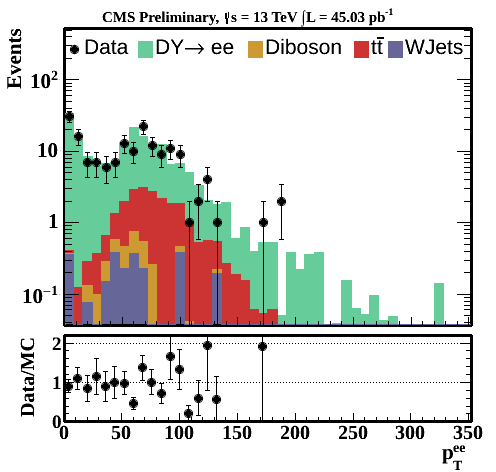 CMS Preliminary, √s = 13 TeV ∫L = 45.03 pb⁻¹
Events
Data DY→ ee Diboson tt̄ WJets
10²
10
1
10⁻¹
Data/MC
2
1
0
0 50 100 150 200 250 300 350
p_T^ee